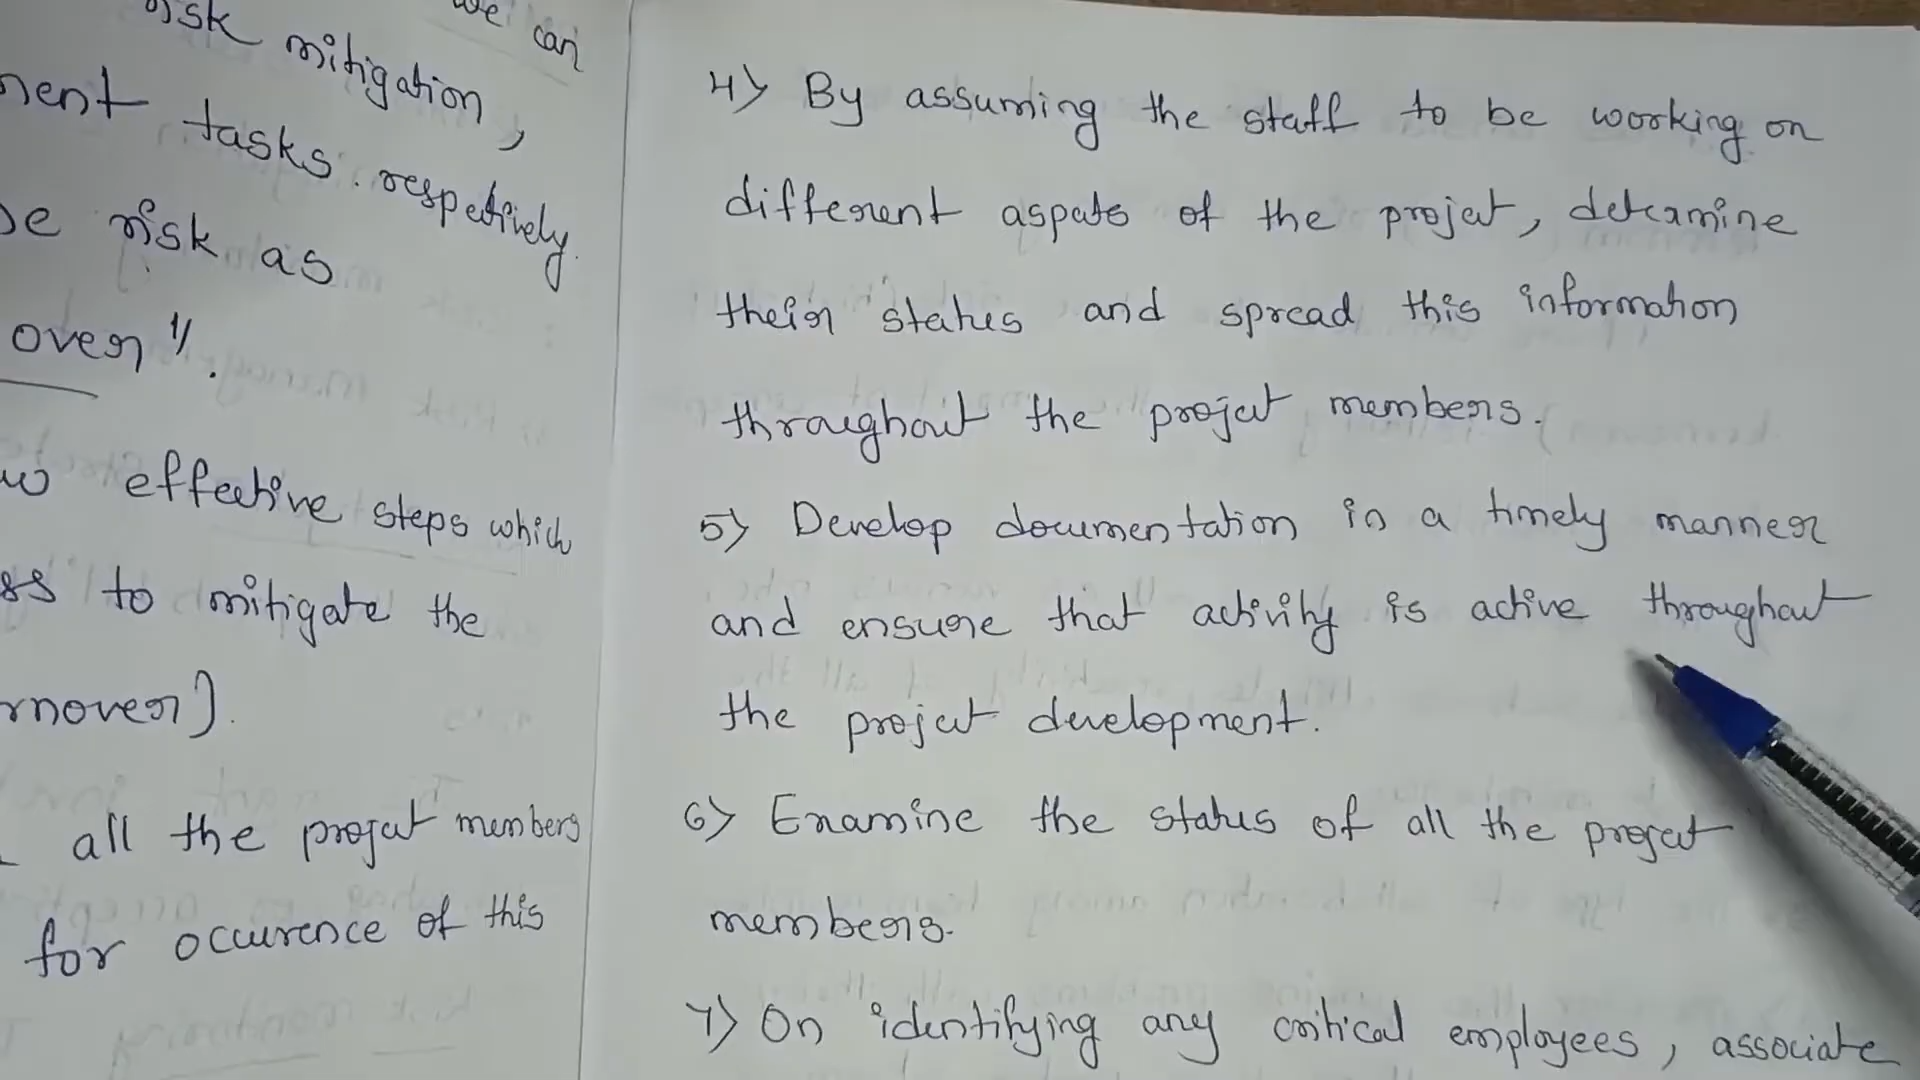 we can
risk mitigation,
ment tasks respectively.
risk as
over".
effective steps which
to mitigate the
rnover).
all the project members
for occurence of this
4) By assuming the staff to be working on
different aspects of the project, determine
their status and spread this information
throughout the project members.
5) Develop documentation in a timely manner
and ensure that activity is active throughout
the project development.
6) Examine the status of all the project
members.
7) On identifying any critical employees, associate